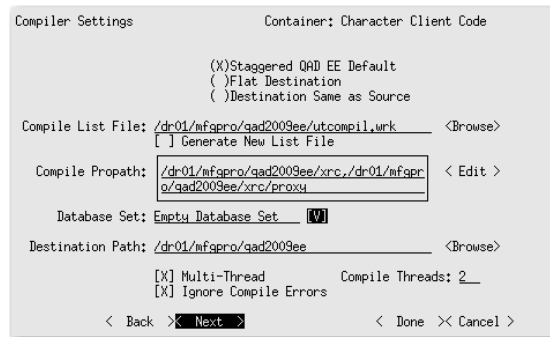 Compiler Settings Container: Character Client Code
(X)Staggered QAD EE Default
( )Flat Destination
( )Destination Same as Source
Compile List File: /dr01/mfgpro/qad2009ee/utcompil.wrk <Browse>
[ ] Generate New List File
Compile Propath: /dr01/mfgpro/qad2009ee/xrc,/dr01/mfgpr < Edit >
o/qad2009ee/xrc/proxy
Database Set: Empty Database Set [V]
Destination Path: /dr01/mfgpro/qad2009ee <Browse>
[X] Multi-Thread Compile Threads: 2
[X] Ignore Compile Errors
< Back >< Next > < Done >< Cancel >